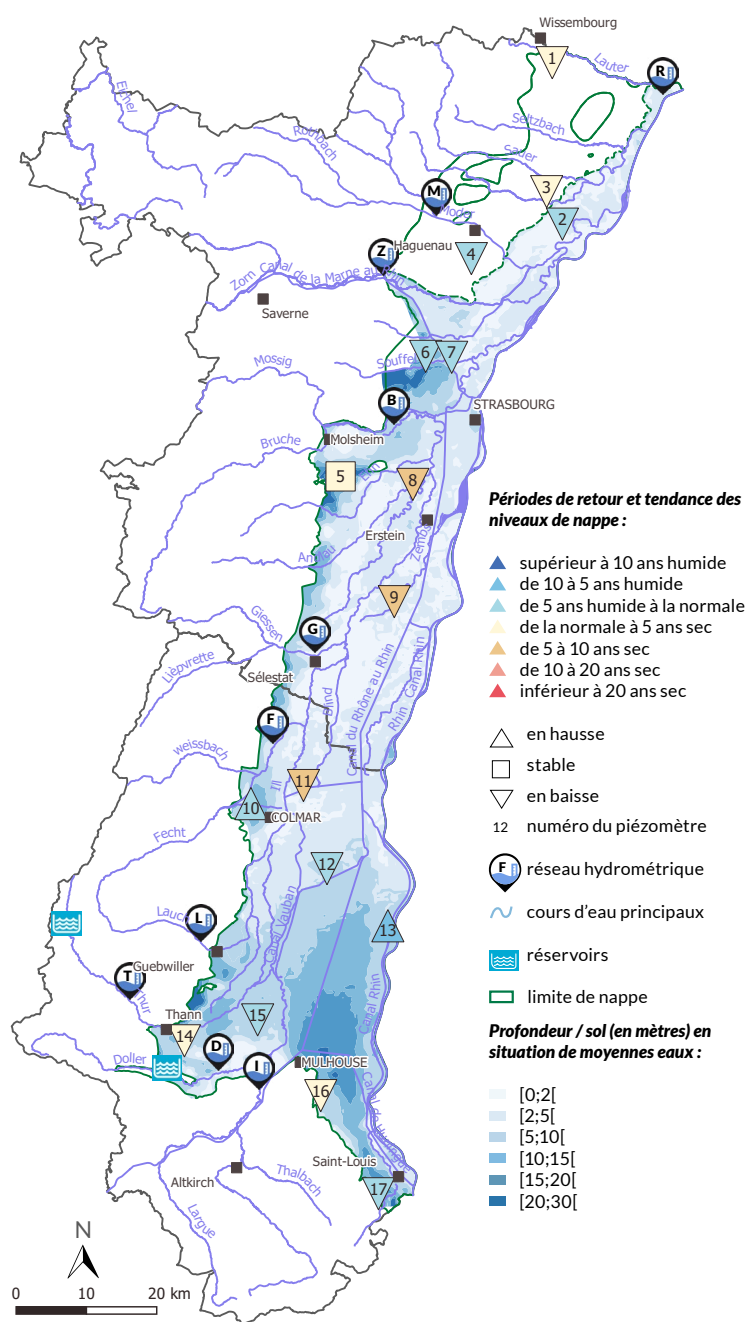 Wissembourg
1
Lauter
R
Eichel
Seltzbach
Rothbach
Sauer
3
M
Moder
2
Haguenau
4
Z
Zorn
Canal de la Marne au Rhin
Saverne
Mossig
Souffel
6
7
B
STRASBOURG
Molsheim
Bruche
5
Ehn
8
Erstein
Zembs
Andlau
9
Giessen
G
Sélestat
Lièpvrette
Blind
Canal du Rhône au Rhin
Rhin
Canal Rhin
F
weissbach
Ill
11
10
COLMAR
Fecht
12
Lauch
L
Canal Vauban
13
Guebwiller
T
Thur
Canal Rhin
Thann
14
15
Doller
D
I
MULHOUSE
16
Canal de Huningue
Saint-Louis
17
Altkirch
Thalbach
Largue
N
0 10 20 km
Périodes de retour et tendance des
niveaux de nappe :
supérieur à 10 ans humide
de 10 à 5 ans humide
de 5 ans humide à la normale
de la normale à 5 ans sec
de 5 à 10 ans sec
de 10 à 20 ans sec
inférieur à 20 ans sec
en hausse
stable
en baisse
12 numéro du piézomètre
F réseau hydrométrique
cours d'eau principaux
réservoirs
limite de nappe
Profondeur / sol (en mètres) en
situation de moyennes eaux :
[0;2[
[2;5[
[5;10[
[10;15[
[15;20[
[20;30[